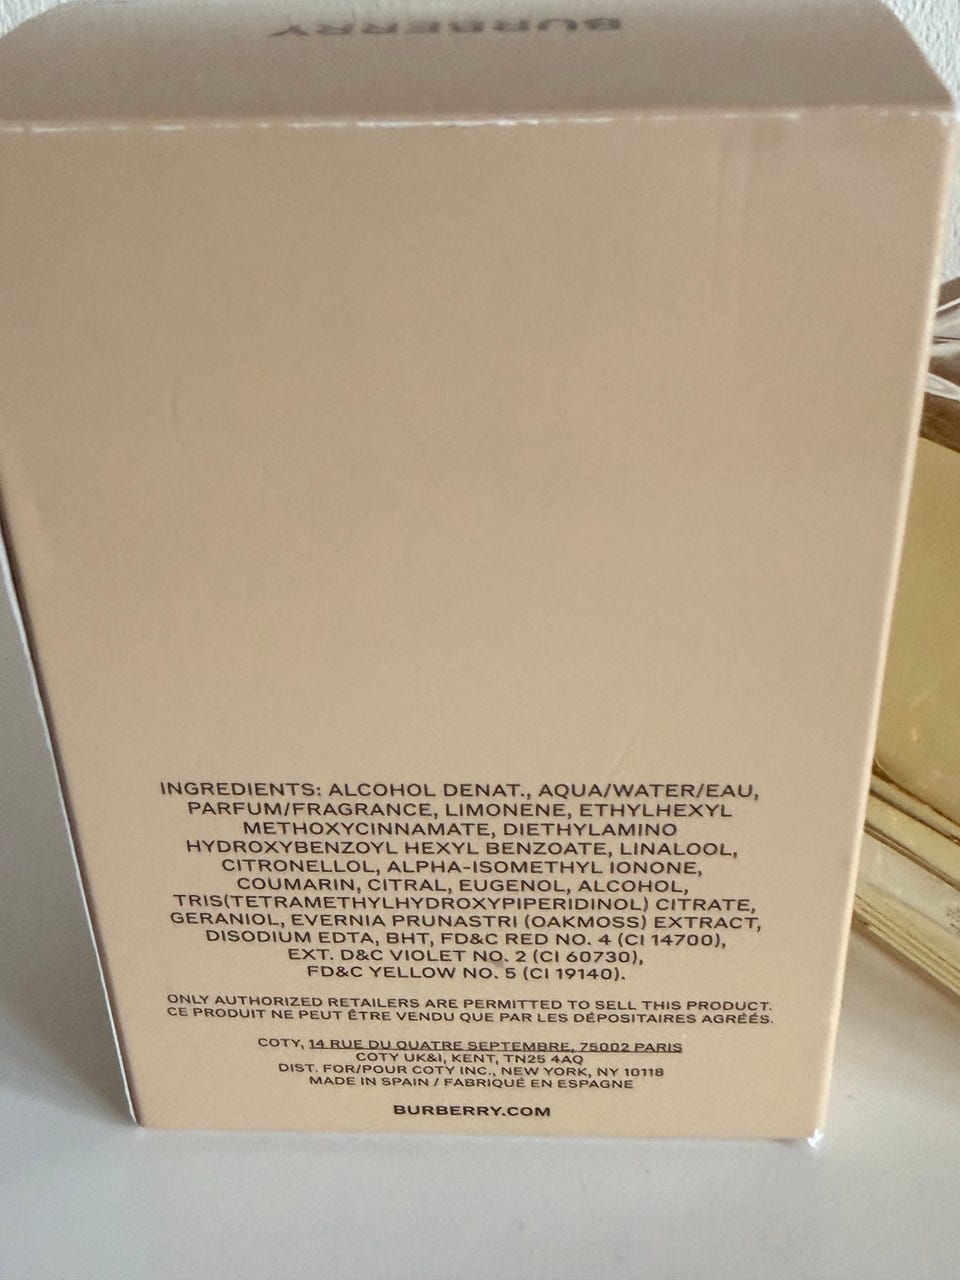 BURBERRY
INGREDIENTS: ALCOHOL DENAT., AQUA/WATER/EAU,
PARFUM/FRAGRANCE, LIMONENE, ETHYLHEXYL
METHOXYCINNAMATE, DIETHYLAMINO
HYDROXYBENZOYL HEXYL BENZOATE, LINALOOL,
CITRONELLOL, ALPHA-ISOMETHYL IONONE,
COUMARIN, CITRAL, EUGENOL, ALCOHOL,
TRIS(TETRAMETHYLHYDROXYPIPERIDINOL) CITRATE,
GERANIOL, EVERNIA PRUNASTRI (OAKMOSS) EXTRACT,
DISODIUM EDTA, BHT, FD&C RED NO. 4 (CI 14700),
EXT. D&C VIOLET NO. 2 (CI 60730),
FD&C YELLOW NO. 5 (CI 19140).
ONLY AUTHORIZED RETAILERS ARE PERMITTED TO SELL THIS PRODUCT.
CE PRODUIT NE PEUT ÊTRE VENDU QUE PAR LES DÉPOSITAIRES AGRÉÉS.
COTY, 14 RUE DU QUATRE SEPTEMBRE, 75002 PARIS
COTY UK&I, KENT, TN25 4AQ
DIST. FOR/POUR COTY INC., NEW YORK, NY 10118
MADE IN SPAIN / FABRIQUÉ EN ESPAGNE
BURBERRY.COM